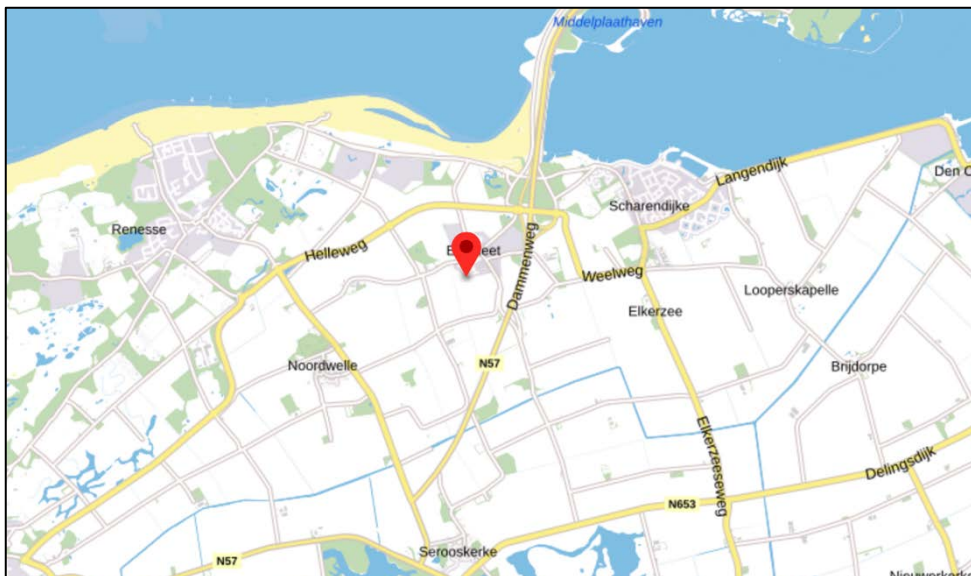 Middelplaathaven
Langendijk
Den
Scharendijke
Renesse
Helleweg
Dammenweg
Weelweg
Looperskapelle
Elkerzee
Noordwelle
N57
Brijdorpe
Elkerzeeseweg
Delingsdijk
N653
Serooskerke
N57